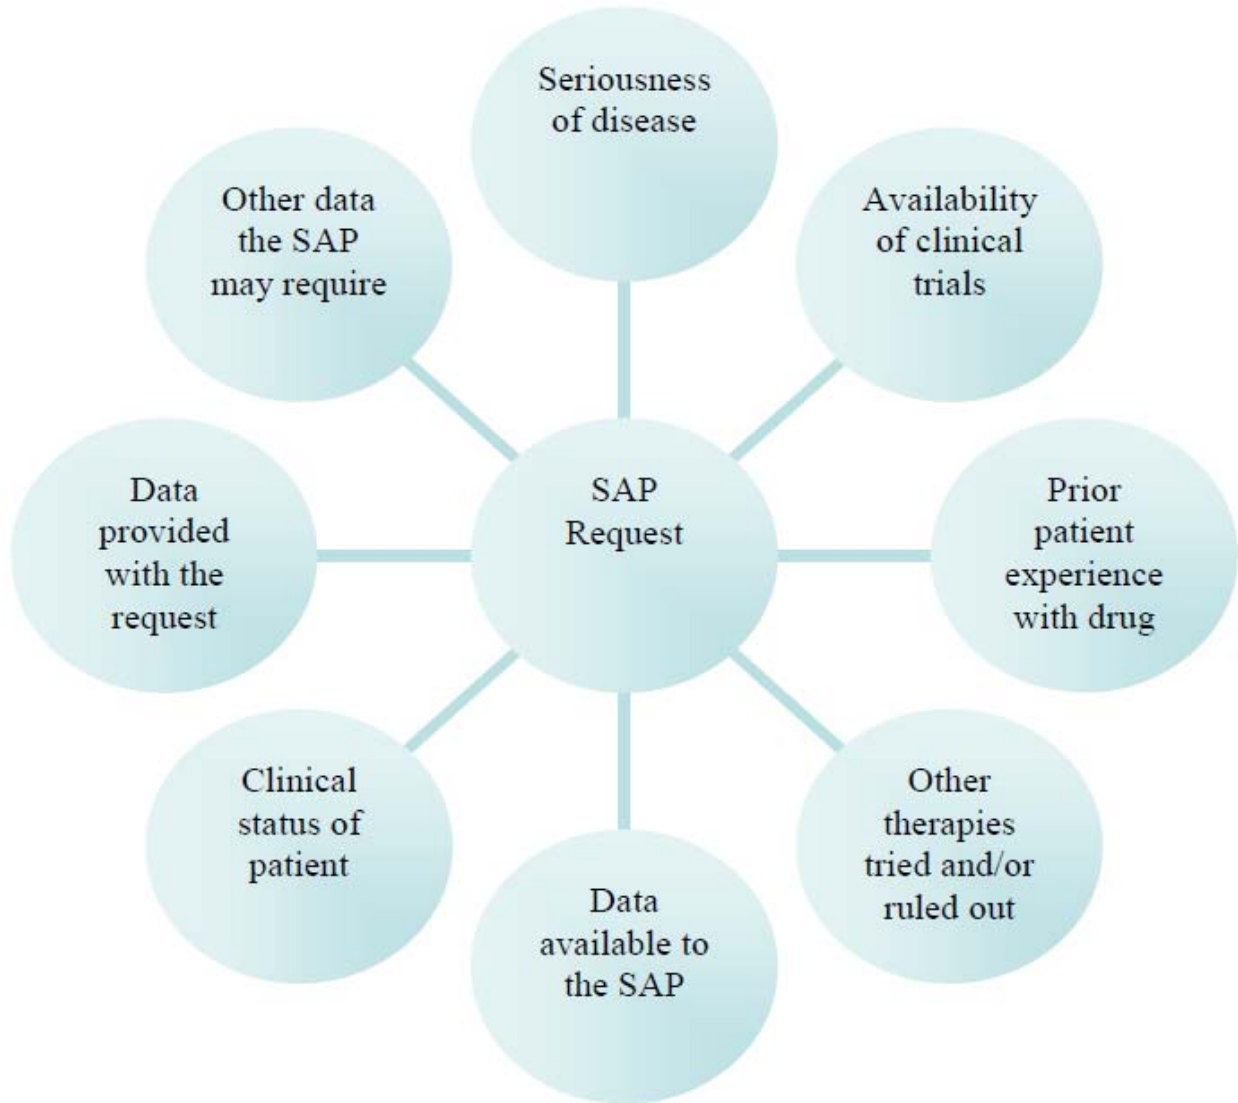 Seriousness
of disease
Availability
of clinical
trials
Prior
patient
experience
with drug
Other
therapies
tried and/or
ruled out
Data
available to
the SAP
Clinical
status of
patient
Data
provided
with the
request
Other data
the SAP
may require
SAP
Request